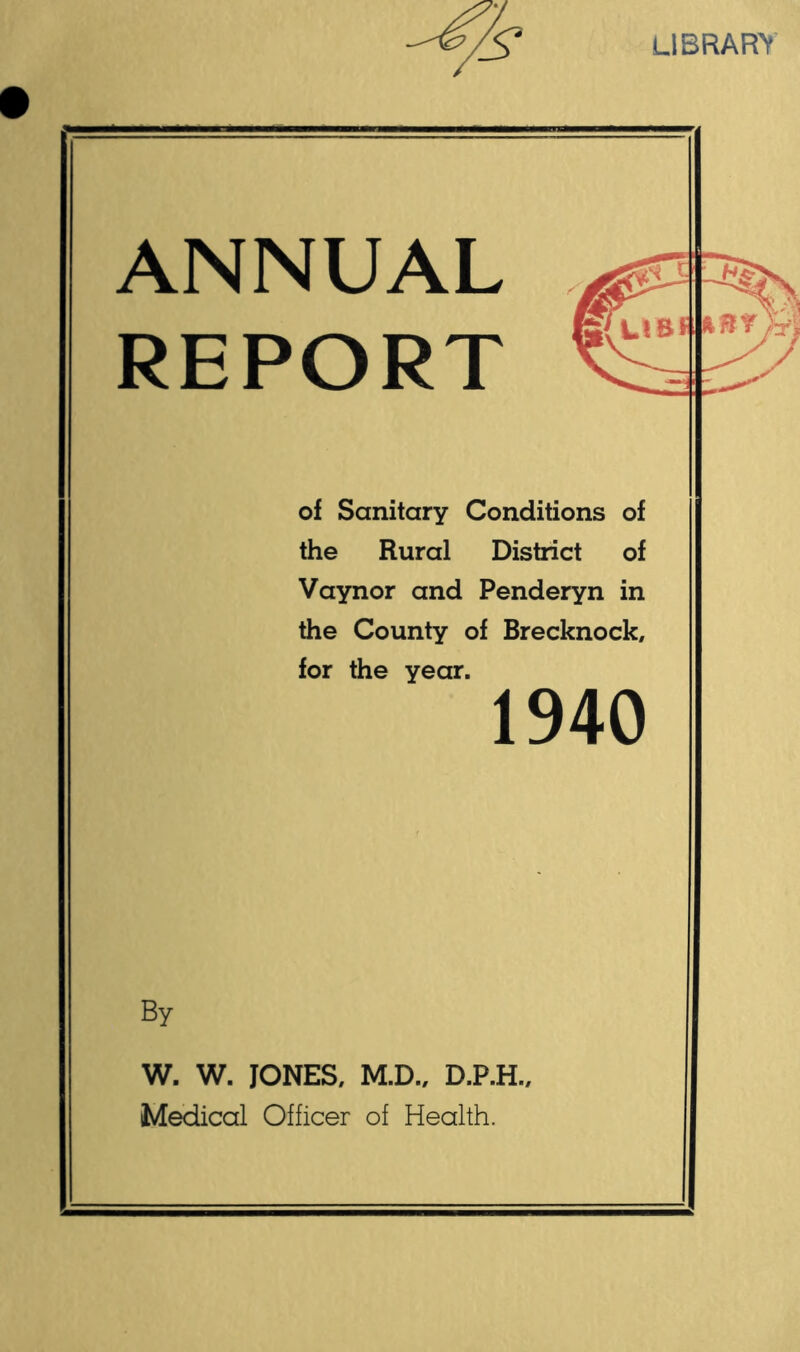 LIBRARY
ANNUAL
REPORT
LIBRARY
of Sanitary Conditions of
the Rural District of
Vaynor and Penderyn in
the County of Brecknock,
for the year.
1940
By
W. W. JONES, M.D., D.P.H.,
Medical Officer of Health.